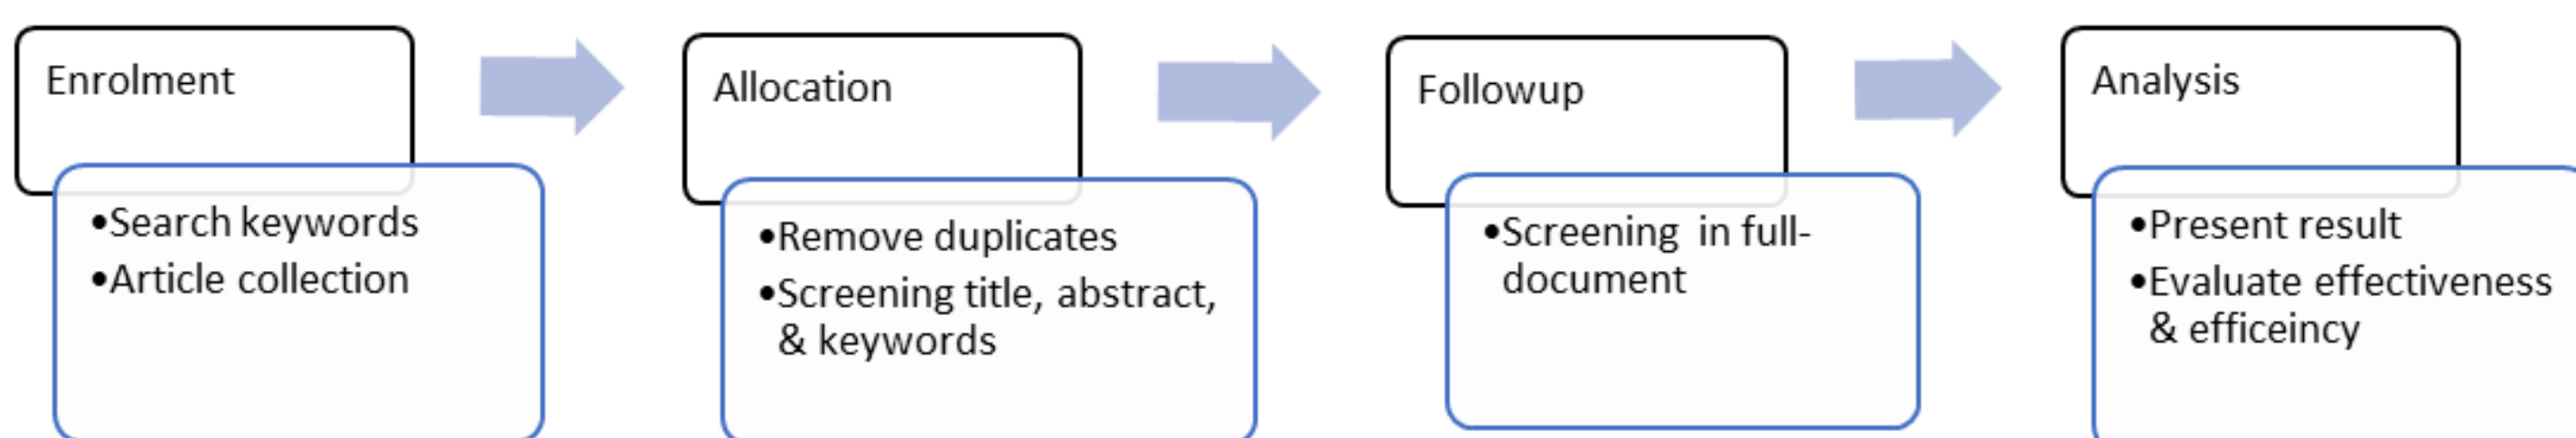 Enrolment
•Search keywords
•Article collection
Allocation
•Remove duplicates
•Screening title, abstract,
& keywords
Followup
•Screening in full-
document
Analysis
•Present result
•Evaluate effectiveness
& efficeincy